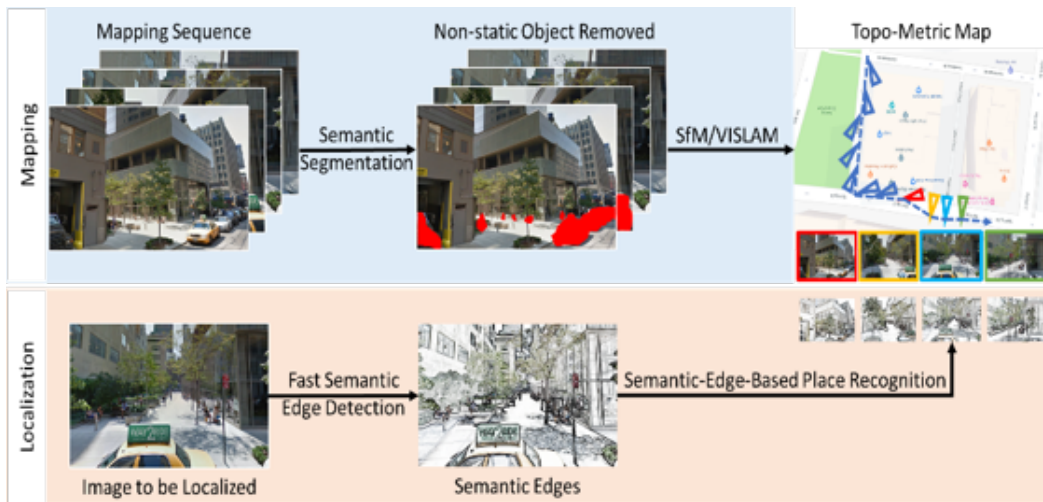 Mapping
Mapping Sequence
Non-static Object Removed
Topo-Metric Map
Semantic
Segmentation
SfM/VISLAM
Localization
Fast Semantic
Edge Detection
Semantic-Edge-Based Place Recognition
Image to be Localized
Semantic Edges